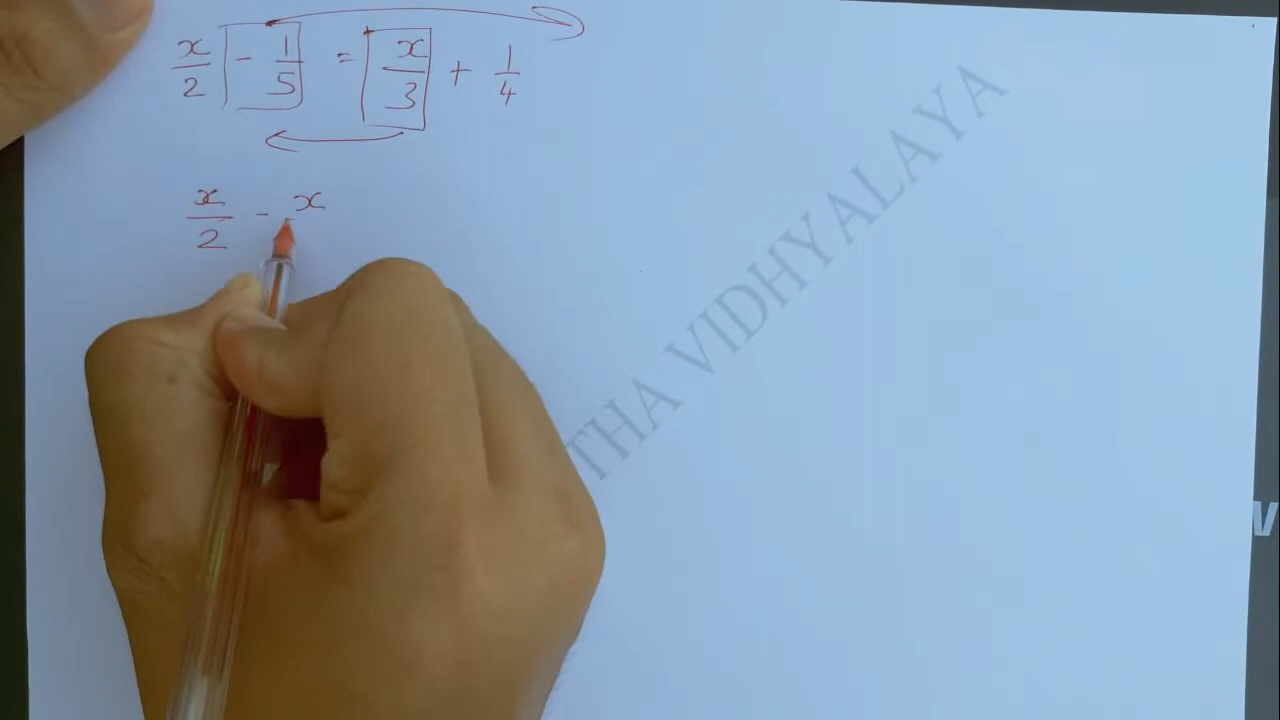 x/2 - 1/5 = x/3 + 1/4
x/2 - x
THA VIDHYALAYA